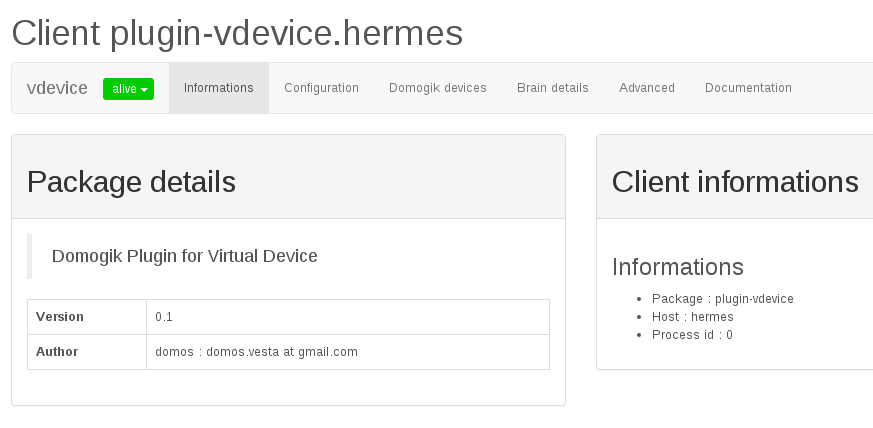 Client plugin-vdevice.hermes
vdevice alive Informations Configuration Domogik devices Brain details Advanced Documentation
Package details
Domogik Plugin for Virtual Device
Version 0.1
Author domos : domos.vesta at gmail.com
Client informations
Informations
Package : plugin-vdevice
Host : hermes
Process id : 0